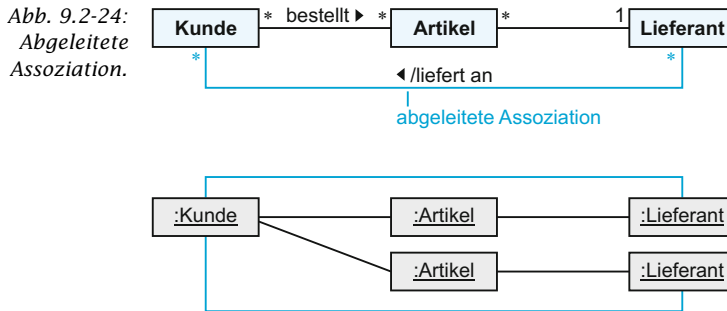 Abb. 9.2-24:
Abgeleitete
Assoziation.
Kunde * bestellt ▶ * Artikel * 1 Lieferant
* *
◀ /liefert an
abgeleitete Assoziation
:Kunde :Artikel :Lieferant
:Artikel :Lieferant